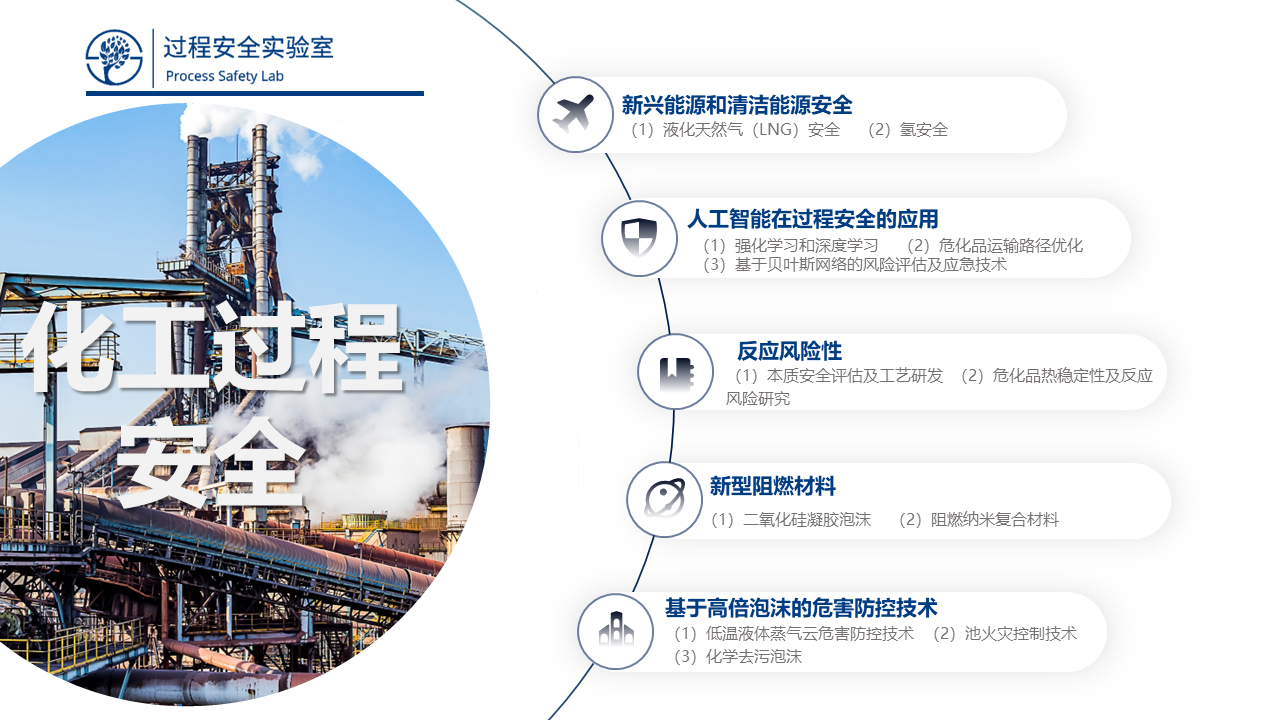 过程安全实验室
Process Safety Lab
化工过程
安全
新兴能源和清洁能源安全
（1）液化天然气（LNG）安全 （2）氢安全
人工智能在过程安全的应用
（1）强化学习和深度学习 （2）危化品运输路径优化
（3）基于贝叶斯网络的风险评估及应急技术
反应风险性
（1）本质安全评估及工艺研发 （2）危化品热稳定性及反应
风险研究
新型阻燃材料
（1）二氧化硅凝胶泡沫 （2）阻燃纳米复合材料
基于高倍泡沫的危害防控技术
（1）低温液体蒸气云危害防控技术 （2）池火灾控制技术
（3）化学去污泡沫